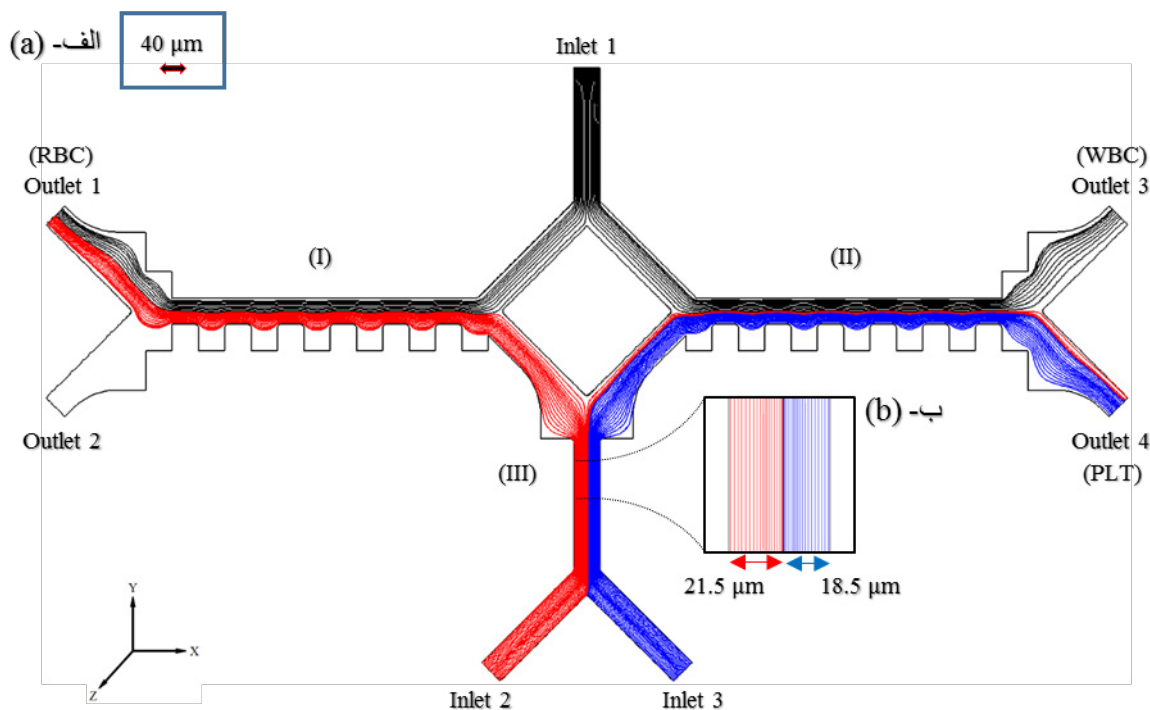 (a) الف-
40 µm
Inlet 1
(RBC)
Outlet 1
(WBC)
Outlet 3
(I)
(II)
Outlet 2
(III)
(b) ب-
Outlet 4
(PLT)
21.5 µm
18.5 µm
Y
X
Z
Inlet 2
Inlet 3